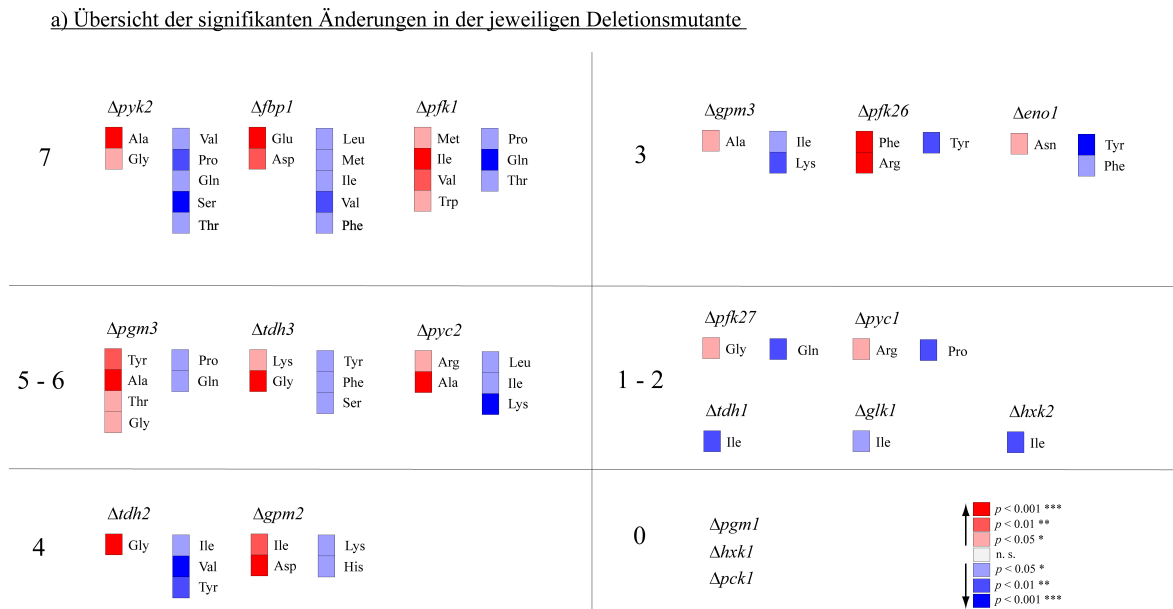 a) Übersicht der signifikanten Änderungen in der jeweiligen Deletionsmutante
7
Δpyk2
Ala
Gly
Val
Pro
Gln
Ser
Thr
Δfbp1
Glu
Asp
Leu
Met
Ile
Val
Phe
Δpfk1
Met
Ile
Val
Trp
Pro
Gln
Thr
3
Δgpm3
Ala
Ile
Lys
Δpfk26
Phe
Arg
Tyr
Δeno1
Asn
Tyr
Phe
5 - 6
Δpgm3
Tyr
Ala
Thr
Gly
Pro
Gln
Δtdh3
Lys
Gly
Tyr
Phe
Ser
Δpyc2
Arg
Ala
Leu
Ile
Lys
1 - 2
Δpfk27
Gly
Gln
Δpyc1
Arg
Pro
Δtdh1
Ile
Δglk1
Ile
Δhxk2
Ile
4
Δtdh2
Gly
Ile
Val
Tyr
Δgpm2
Ile
Asp
Lys
His
0
Δpgm1
Δhxk1
Δpck1
p < 0.001 ***
p < 0.01 **
p < 0.05 *
n. s.
p < 0.05 *
p < 0.01 **
p < 0.001 ***